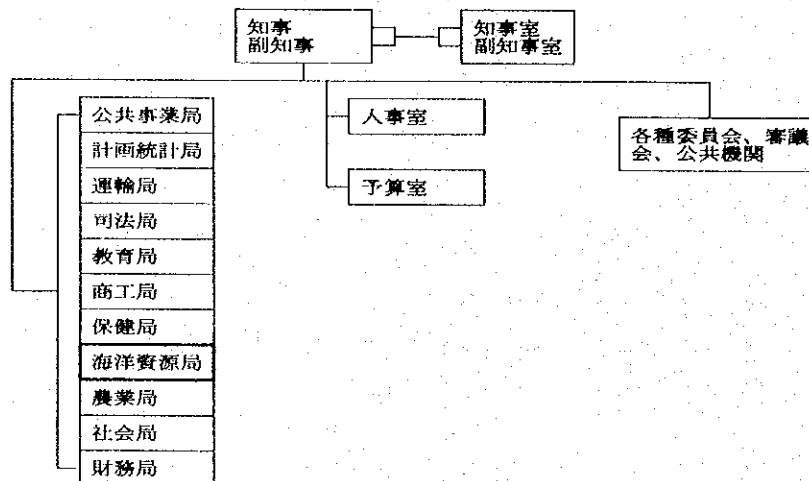 知事
副知事
知事室
副知事室
公共事業局
計画統計局
運輸局
司法局
教育局
商工局
保健局
海洋資源局
農業局
社会局
財務局
人事室
予算室
各種委員会、審議
会、公共機関